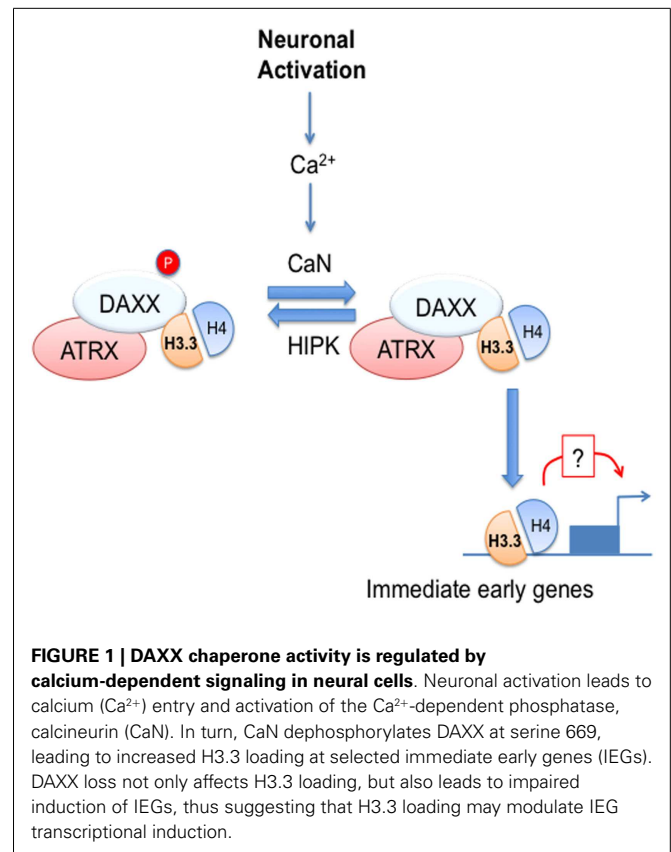 Neuronal
Activation
Ca²⁺
P
CaN
DAXX
DAXX
H4
H4
ATRX
H3.3
HIPK
ATRX
H3.3
?
H4
H3.3
Immediate early genes
FIGURE 1 | DAXX chaperone activity is regulated by
calcium-dependent signaling in neural cells. Neuronal activation leads to
calcium (Ca²⁺) entry and activation of the Ca²⁺-dependent phosphatase,
calcineurin (CaN). In turn, CaN dephosphorylates DAXX at serine 669,
leading to increased H3.3 loading at selected immediate early genes (IEGs).
DAXX loss not only affects H3.3 loading, but also leads to impaired
induction of IEGs, thus suggesting that H3.3 loading may modulate IEG
transcriptional induction.